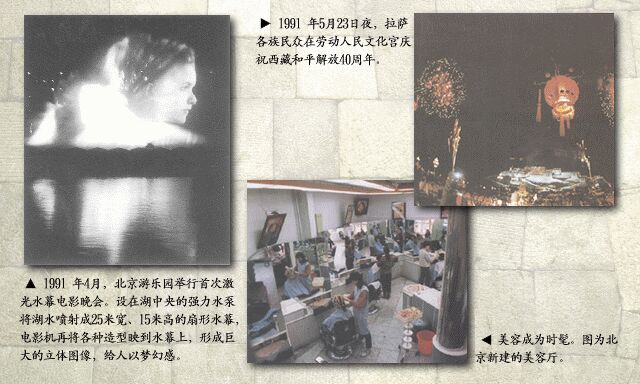 ▶ 1991 年5月23日夜，拉萨
各族民众在劳动人民文化宫庆
祝西藏和平解放40周年。
▲ 1991 年4月，北京游乐园举行首次激
光水幕电影晚会。设在湖中央的强力水泵
将湖水喷射成25米宽、15米高的扇形水幕，
电影机再将各种造型映到水幕上，形成巨
大的立体图像，给人以梦幻感。
◀ 美容成为时髦。图为北
京新建的美容厅。